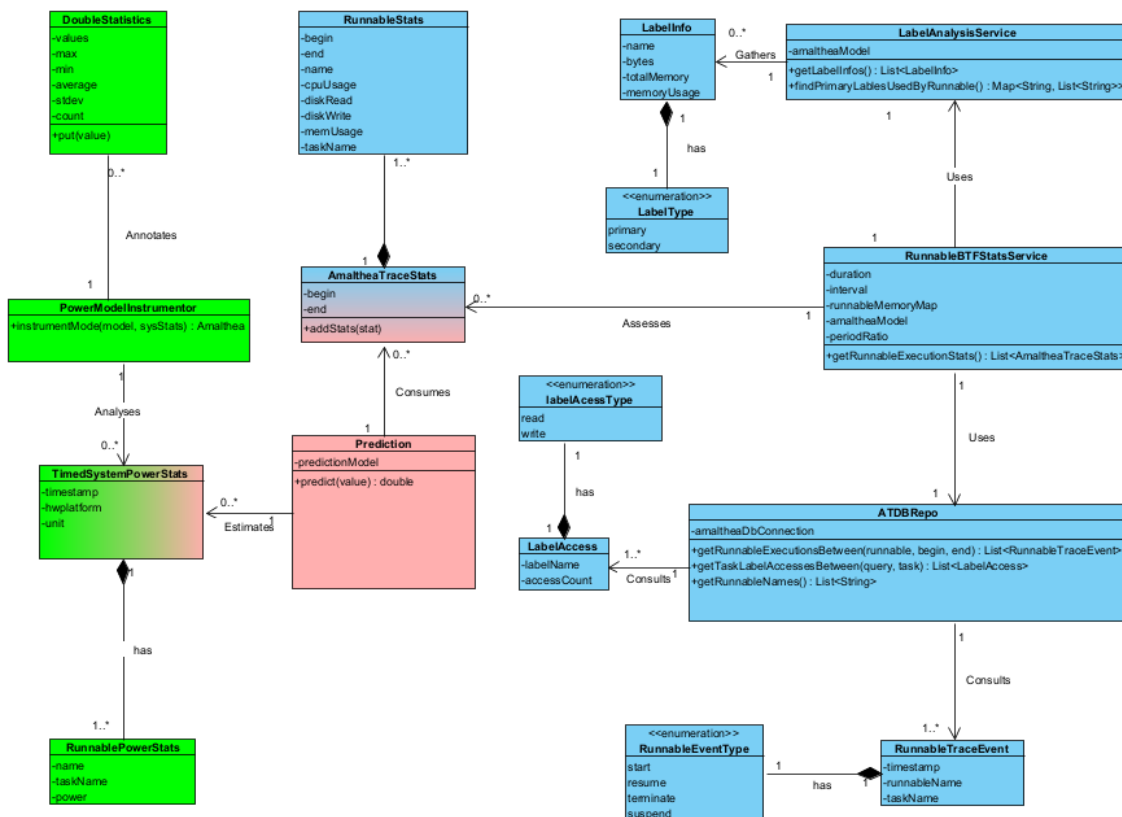 DoubleStatistics
-values
-max
-min
-average
-stdev
-count
+put(value)
0..*
Annotates
1
PowerModelInstrumentor
+instrumentMode(model, sysStats) : Amalthea
1
Analyses
0..*
TimedSystemPowerStats
-timestamp
-hwplatform
-unit
1
has
1..*
RunnablePowerStats
-name
-taskName
-power
RunnableStats
-begin
-end
-name
-cpuUsage
-diskRead
-diskWrite
-memUsage
-taskName
1..*
1
AmaltheaTraceStats
-begin
-end
+addStats(stat)
0..*
Consumes
1
Prediction
-predictionModel
+predict(value) : double
0..*
1
Estimates
LabelInfo
-name
-bytes
-totalMemory
-memoryUsage
0..*
Gathers
1
1
has
1
<<enumeration>>
LabelType
primary
secondary
LabelAnalysisService
-amaltheaModel
+getLabelInfos() : List<LabelInfo>
+findPrimaryLablesUsedByRunnable() : Map<String, List<String>>
1
Uses
1
RunnableBTFStatsService
-duration
-interval
-runnableMemoryMap
-amaltheaModel
-periodRatio
+getRunnableExecutionStats() : List<AmaltheaTraceStats>
0..*
Assesses
1
1
Uses
1
<<enumeration>>
labelAcessType
read
write
1
has
1
LabelAccess
-labelName
-accessCount
1..*
Consults
1
ATDBRepo
-amaltheaDbConnection
+getRunnableExecutionsBetween(runnable, begin, end) : List<RunnableTraceEvent>
+getTaskLabelAccessesBetween(query, task) : List<LabelAccess>
+getRunnableNames() : List<String>
1
Consults
1..*
<<enumeration>>
RunnableEventType
start
resume
terminate
suspend
1
has
1
RunnableTraceEvent
-timestamp
-runnableName
-taskName